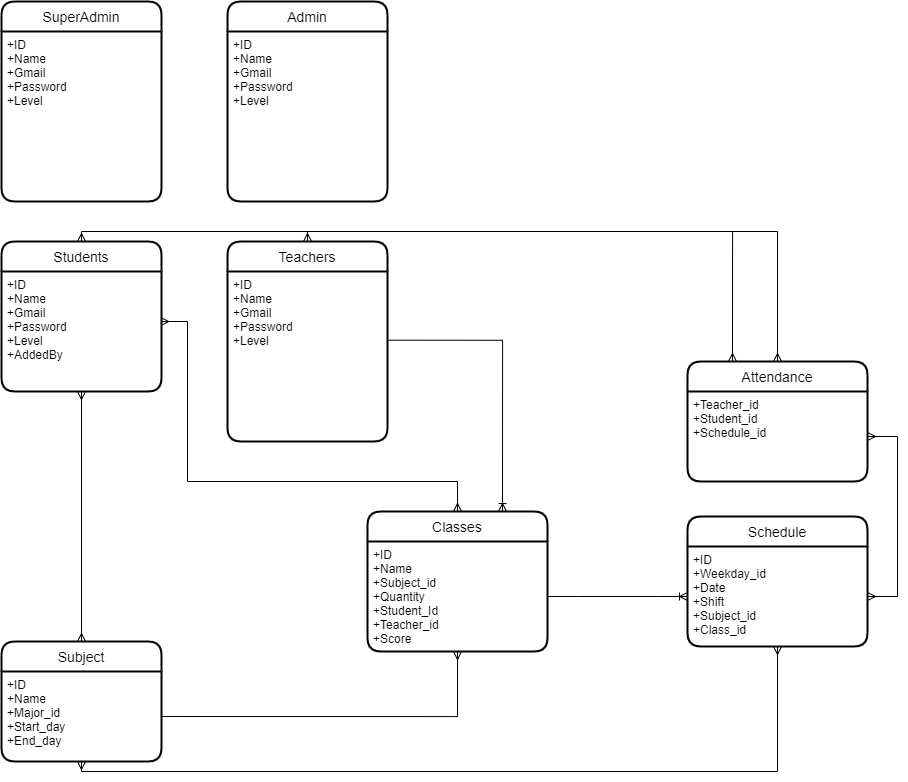 SuperAdmin
+ID
+Name
+Gmail
+Password
+Level
Admin
+ID
+Name
+Gmail
+Password
+Level
Students
+ID
+Name
+Gmail
+Password
+Level
+AddedBy
Teachers
+ID
+Name
+Gmail
+Password
+Level
Attendance
+Teacher_id
+Student_id
+Schedule_id
Classes
+ID
+Name
+Subject_id
+Quantity
+Student_Id
+Teacher_id
+Score
Schedule
+ID
+Weekday_id
+Date
+Shift
+Subject_id
+Class_id
Subject
+ID
+Name
+Major_id
+Start_day
+End_day